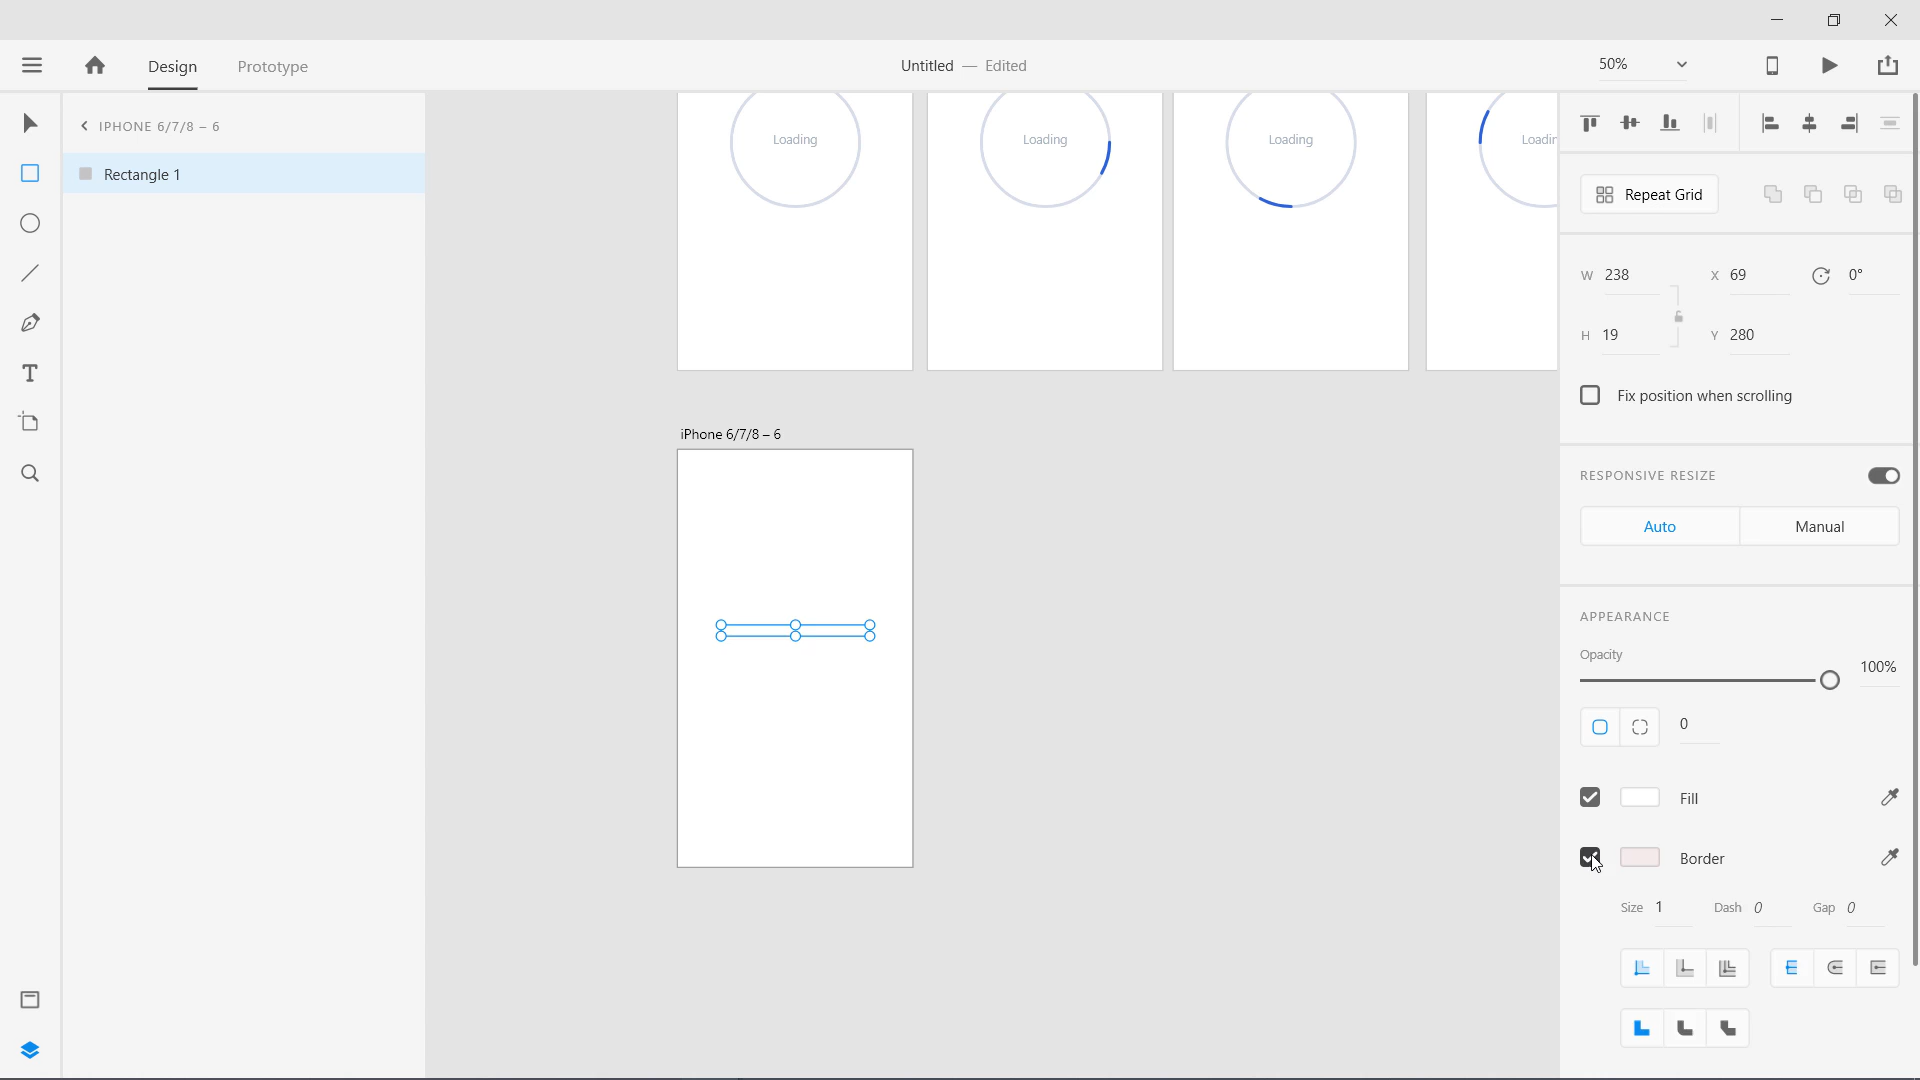 Design
Prototype
Untitled — Edited
50%
IPHONE 6/7/8 – 6
Rectangle 1
Loading
Loading
Loading
Loadin
iPhone 6/7/8 – 6
Repeat Grid
W 238
X 69
0°
H 19
Y 280
Fix position when scrolling
RESPONSIVE RESIZE
Auto
Manual
APPEARANCE
Opacity
100%
0
Fill
Border
Size 1
Dash 0
Gap 0